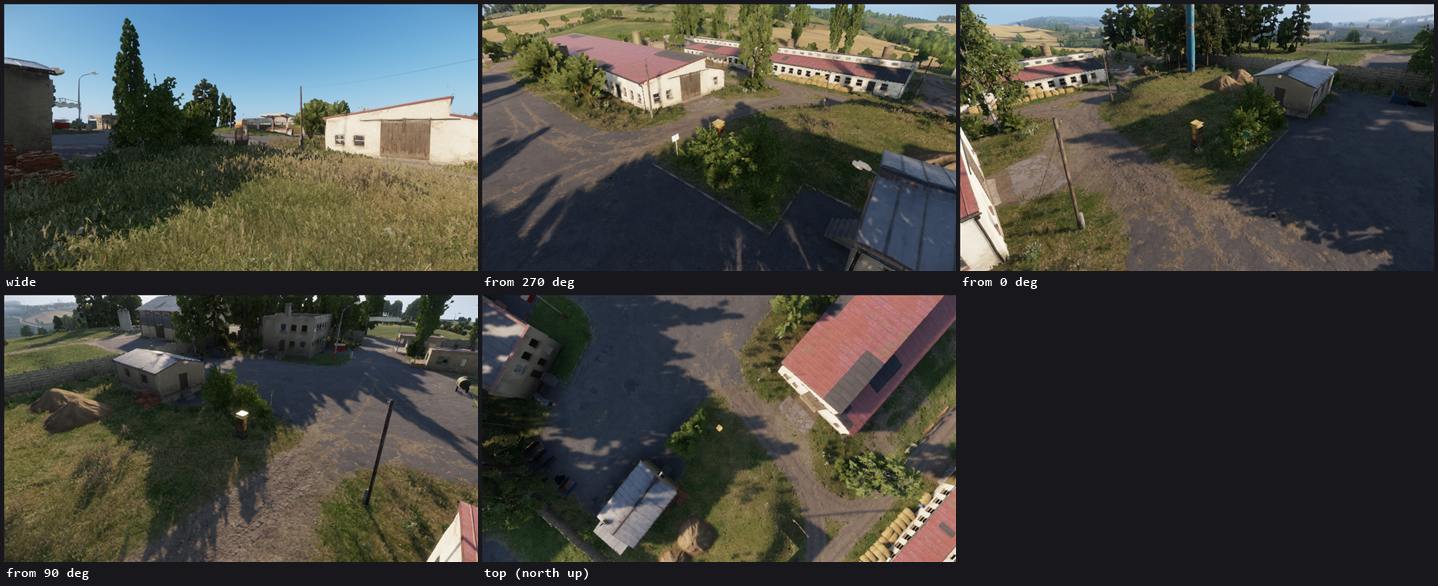 wide
from 270 deg
from 0 deg
from 90 deg
top (north up)